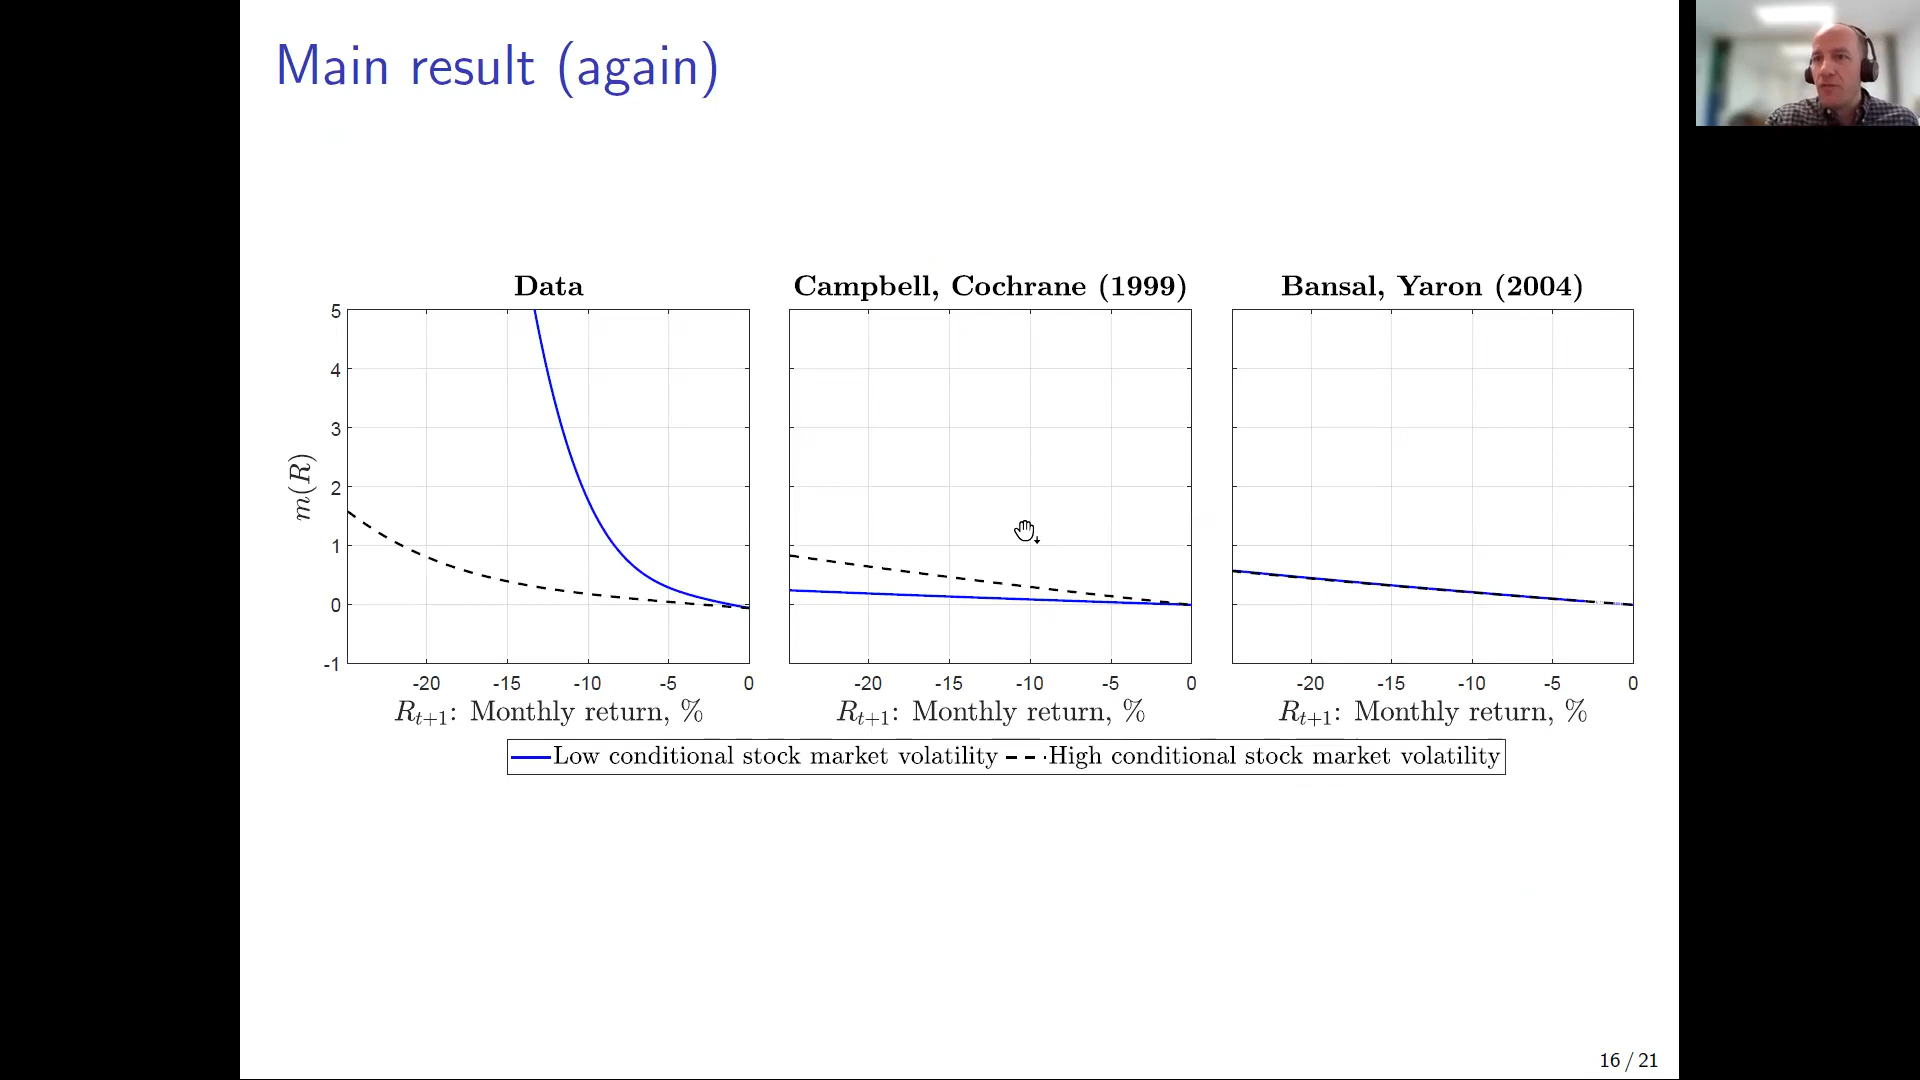 Main result (again)
Data
Campbell, Cochrane (1999)
Bansal, Yaron (2004)
m(R)
5
4
3
2
1
0
-1
-20 -15 -10 -5 0
-20 -15 -10 -5 0
-20 -15 -10 -5 0
R_{t+1}: Monthly return, %
R_{t+1}: Monthly return, %
R_{t+1}: Monthly return, %
Low conditional stock market volatility High conditional stock market volatility
16 / 21